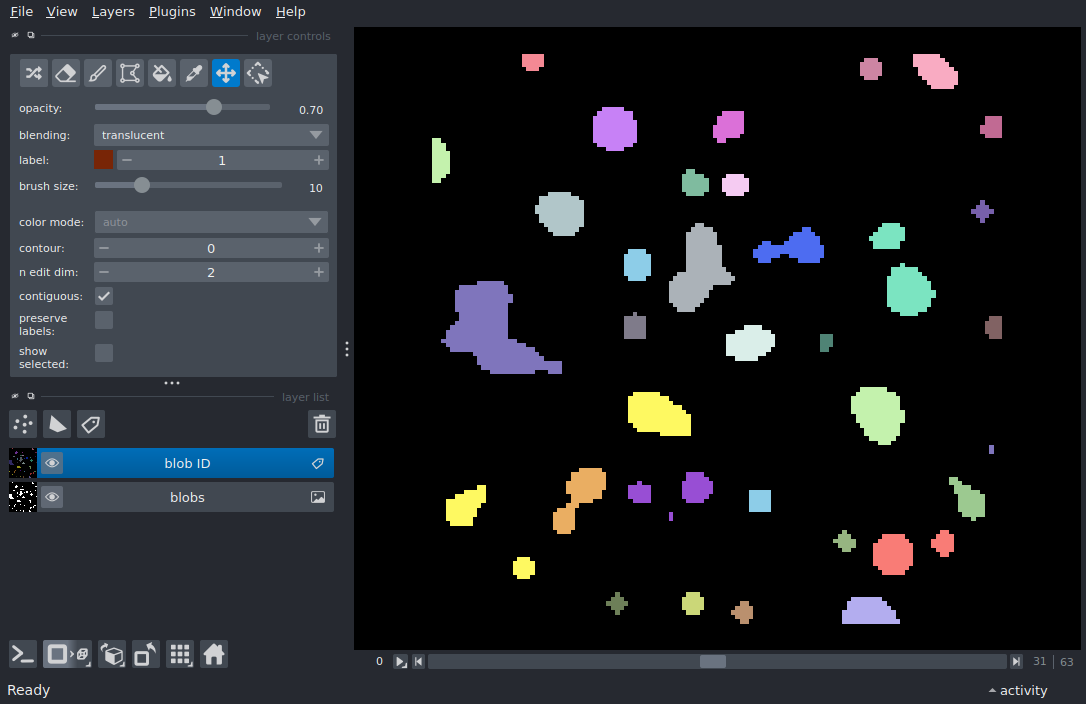 File View Layers Plugins Window Help
layer controls
opacity: 0.70
blending: translucent
label: 1
brush size: 10
color mode: auto
contour: 0
n edit dim: 2
contiguous:
preserve
labels:
show
selected:
layer list
blob ID
blobs
0 31 63
Ready activity